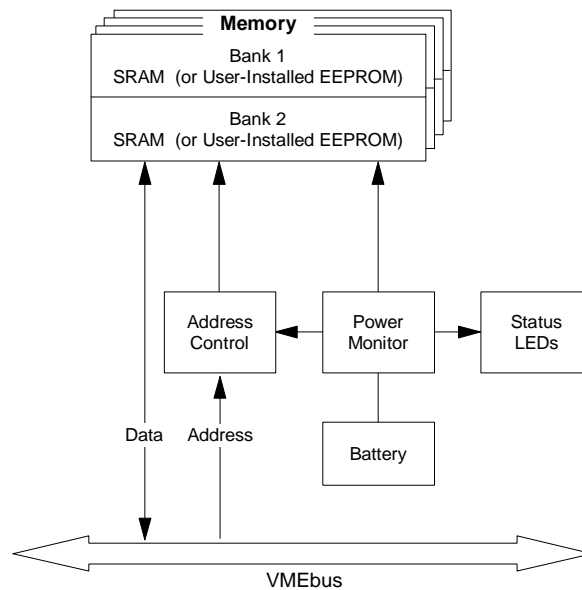 Memory
Bank 1
SRAM (or User-Installed EEPROM)
Bank 2
SRAM (or User-Installed EEPROM)
Address
Control
Power
Monitor
Status
LEDs
Data
Address
Battery
VMEbus